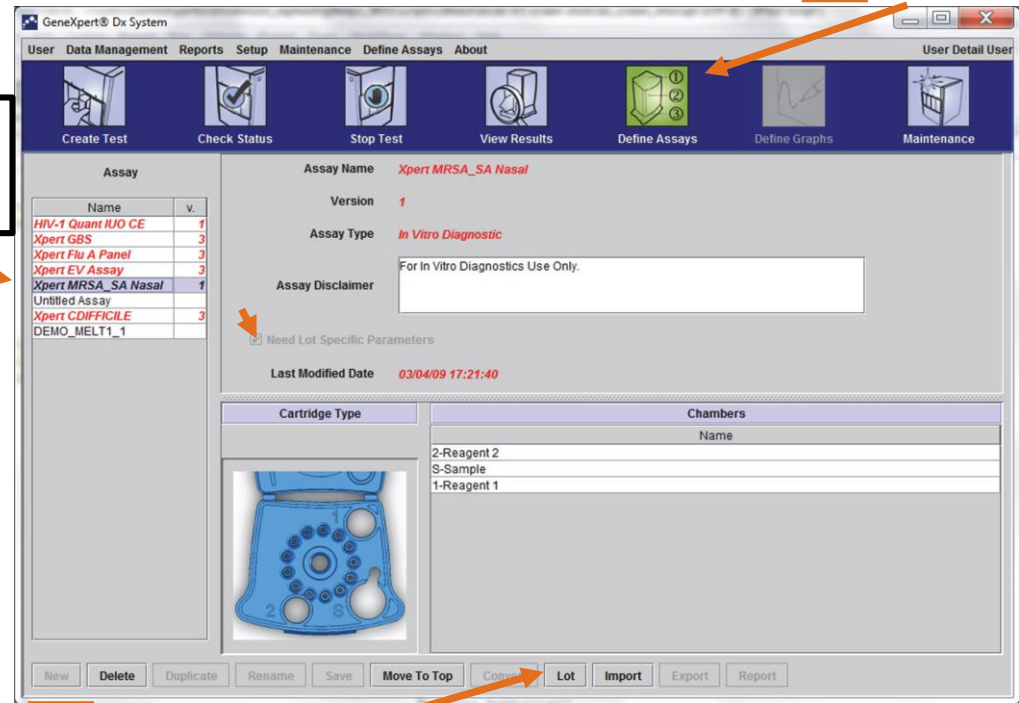 GeneXpert® Dx System
User Data Management Reports Setup Maintenance Define Assays About User Detail User
Create Test Check Status Stop Test View Results Define Assays Define Graphs Maintenance
1
2
3
Assay
Name v.
HIV-1 Quant IUO CE 1
Xpert GBS 3
Xpert Flu A Panel 3
Xpert EV Assay 3
Xpert MRSA_SA Nasal 1
Untitled Assay
Xpert CDIFFICILE 3
DEMO_MELT1_1
Assay Name Xpert MRSA_SA Nasal
Version 1
Assay Type In Vitro Diagnostic
Assay Disclaimer For In Vitro Diagnostics Use Only.
Need Lot Specific Parameters
Last Modified Date 03/04/09 17:21:40
Cartridge Type
1
2 S
Chambers
Name
2-Reagent 2
S-Sample
1-Reagent 1
New Delete Duplicate Rename Save Move To Top Lot Import Export Report